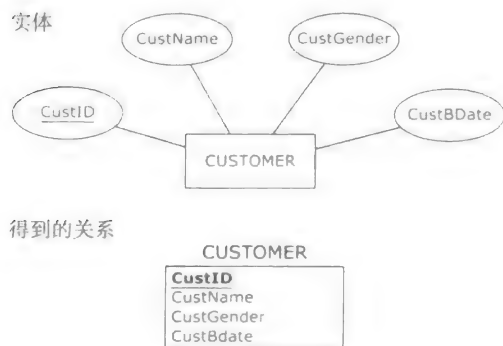 实体
CustName
CustGender
CustID
CustBDate
CUSTOMER
得到的关系
CUSTOMER
CustID
CustName
CustGender
CustBdate